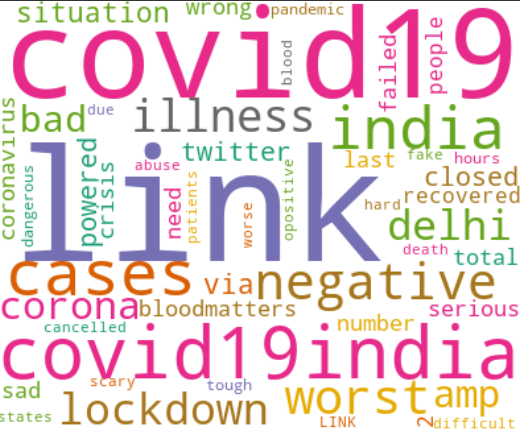 situation wrong pandemic
covid19
blood
failed
people
coronavirus
bad due illness india
dangerous
powered
crisis
link
abuse twitter
need
patients
worse
opositive
last fake hours
closed
recovered
hard
delhi
death total
cases via negative
corona bloodmatters serious
cancelled number
covid19india
sad scary tough worst amp
states lockdown LINK 2 difficult